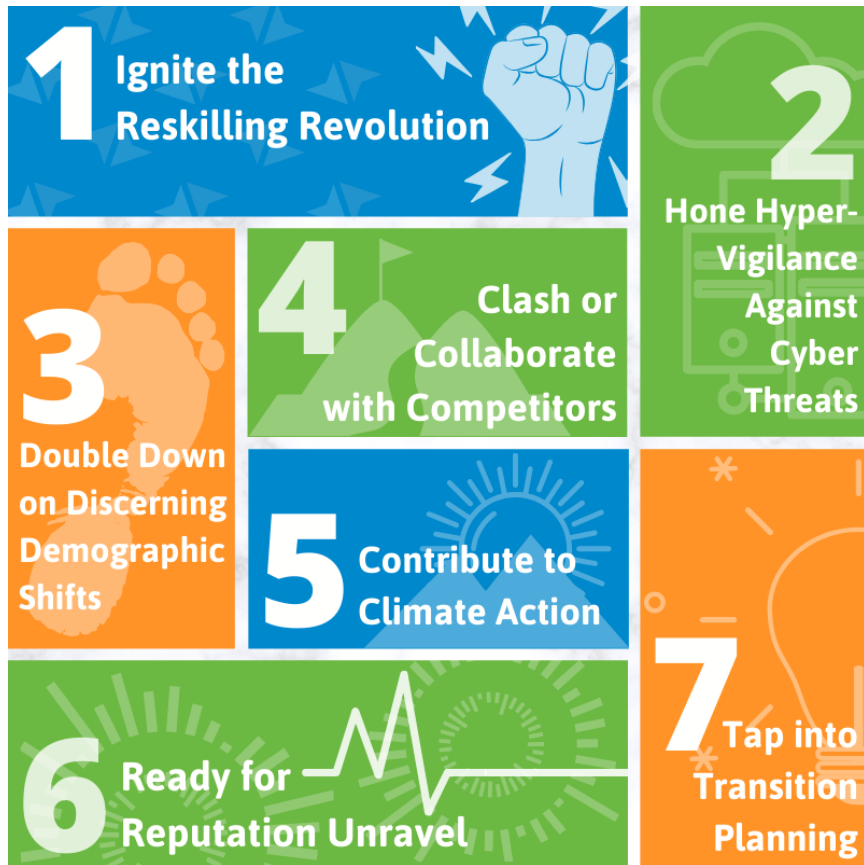 1
Ignite the
Reskilling Revolution
2
Hone Hyper-
Vigilance
Against
Cyber
Threats
3
Double Down
on Discerning
Demographic
Shifts
4
Clash or
Collaborate
with Competitors
5
Contribute to
Climate Action
6
Ready for
Reputation Unravel
7
Tap into
Transition
Planning